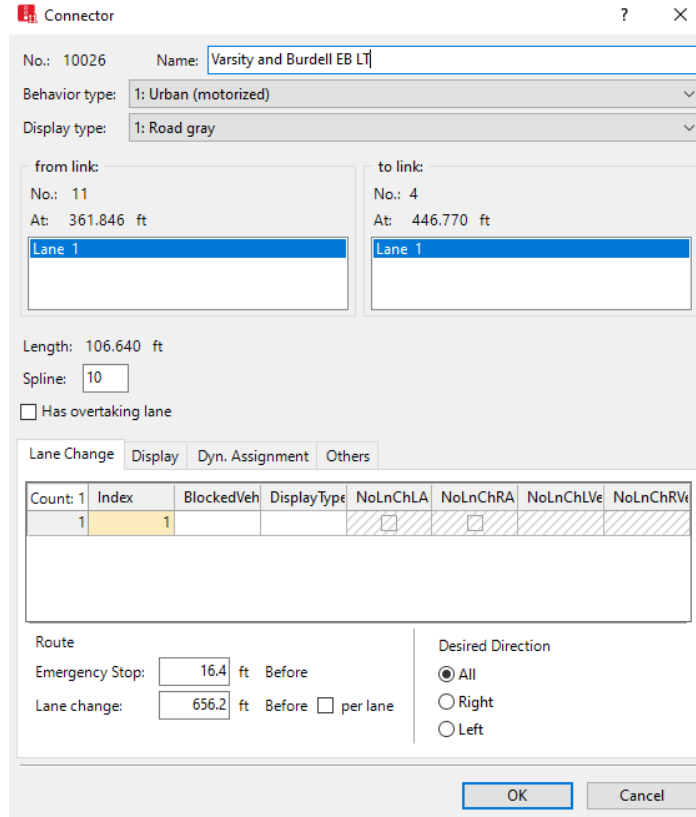 Connector ? ×
No.: 10026 Name: Varsity and Burdell EB LT
Behavior type: 1: Urban (motorized)
Display type: 1: Road gray
from link: to link:
No.: 11 No.: 4
At: 361.846 ft At: 446.770 ft
Lane 1 Lane 1
Length: 106.640 ft
Spline: 10
Has overtaking lane
Lane Change Display Dyn. Assignment Others
Count: 1 Index BlockedVeh DisplayType NoLnChLA NoLnChRA NoLnChLVe NoLnChRVe
1 1
Route Desired Direction
Emergency Stop: 16.4 ft Before All
Lane change: 656.2 ft Before per lane Right
Left
OK Cancel